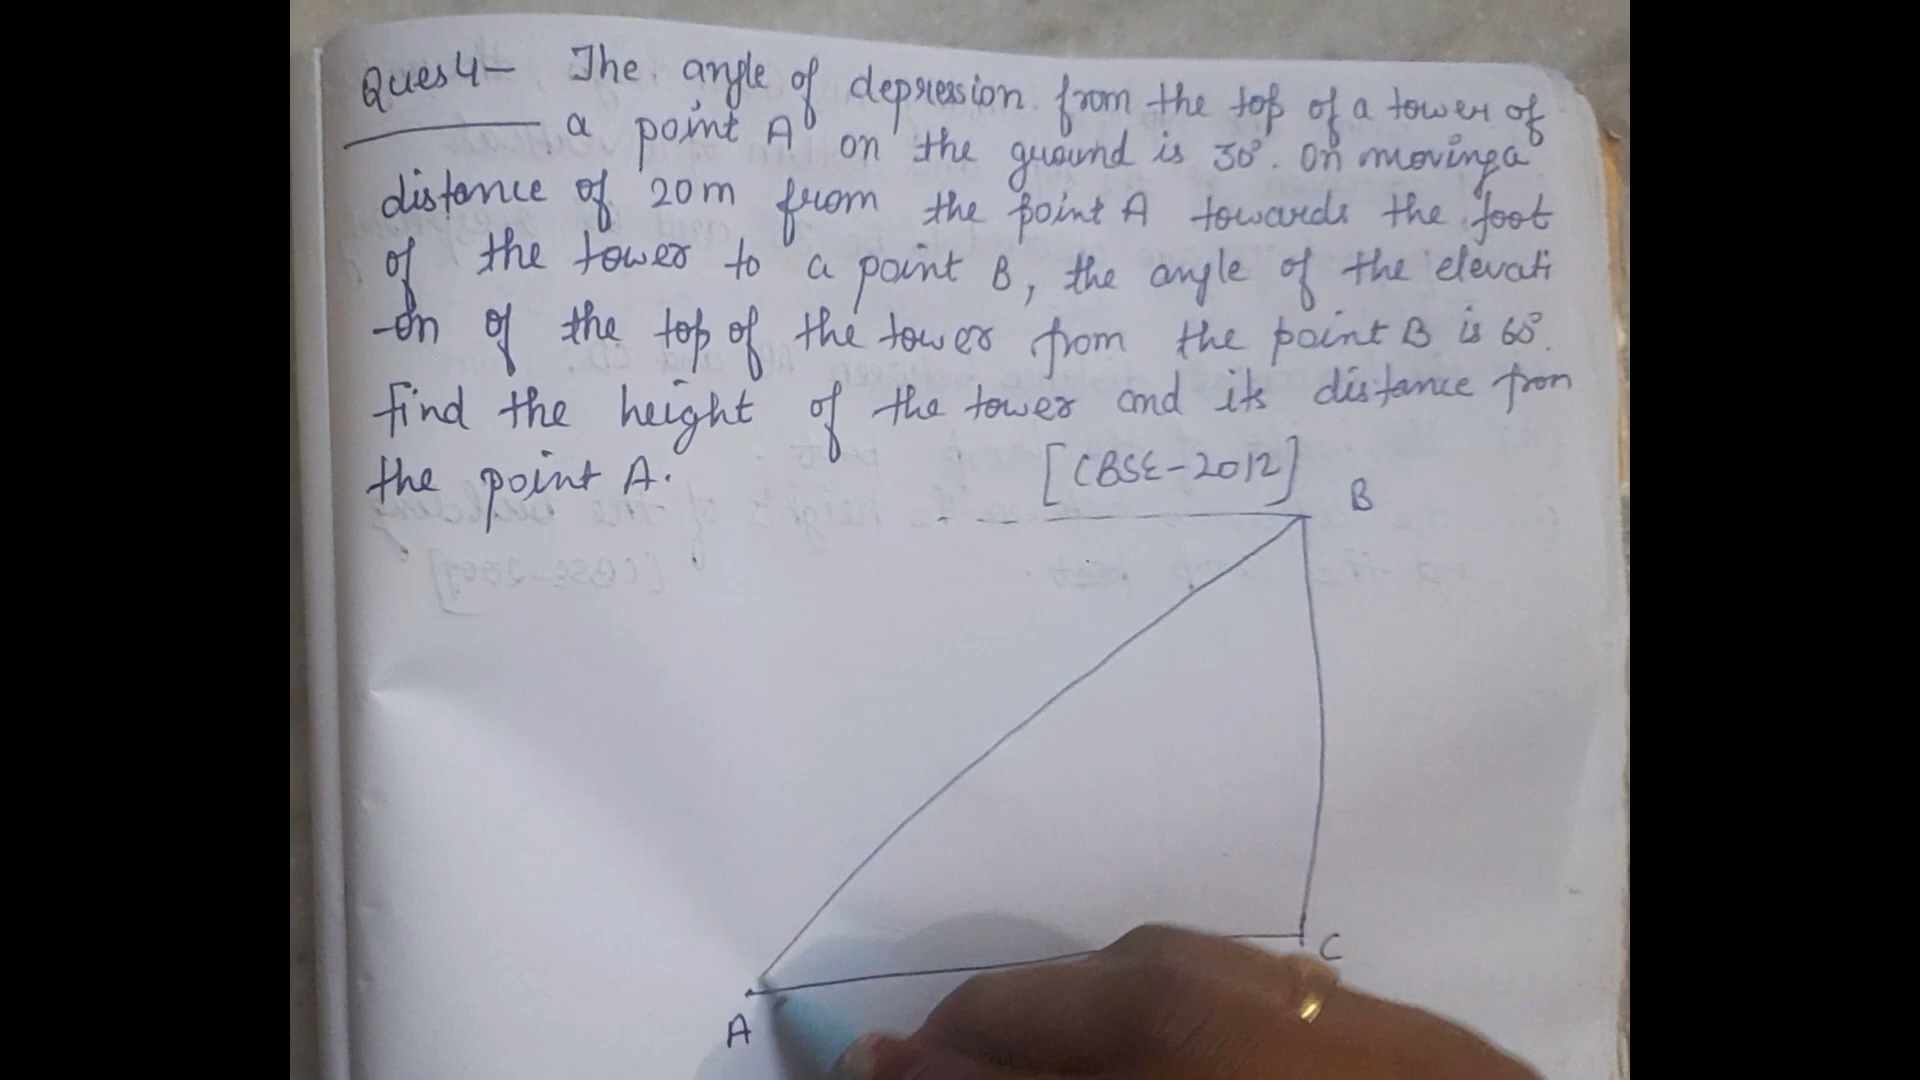 Ques 4- The angle of depression from the top of a tower of
a point A on the ground is 30°. On moving a
distance of 20m from the point A towards the foot
of the tower to a point B, the angle of the elevati
-on of the top of the tower from the point B is 60°.
Find the height of the tower and its distance from
the point A.
[CBSE-2012]
B
C
A